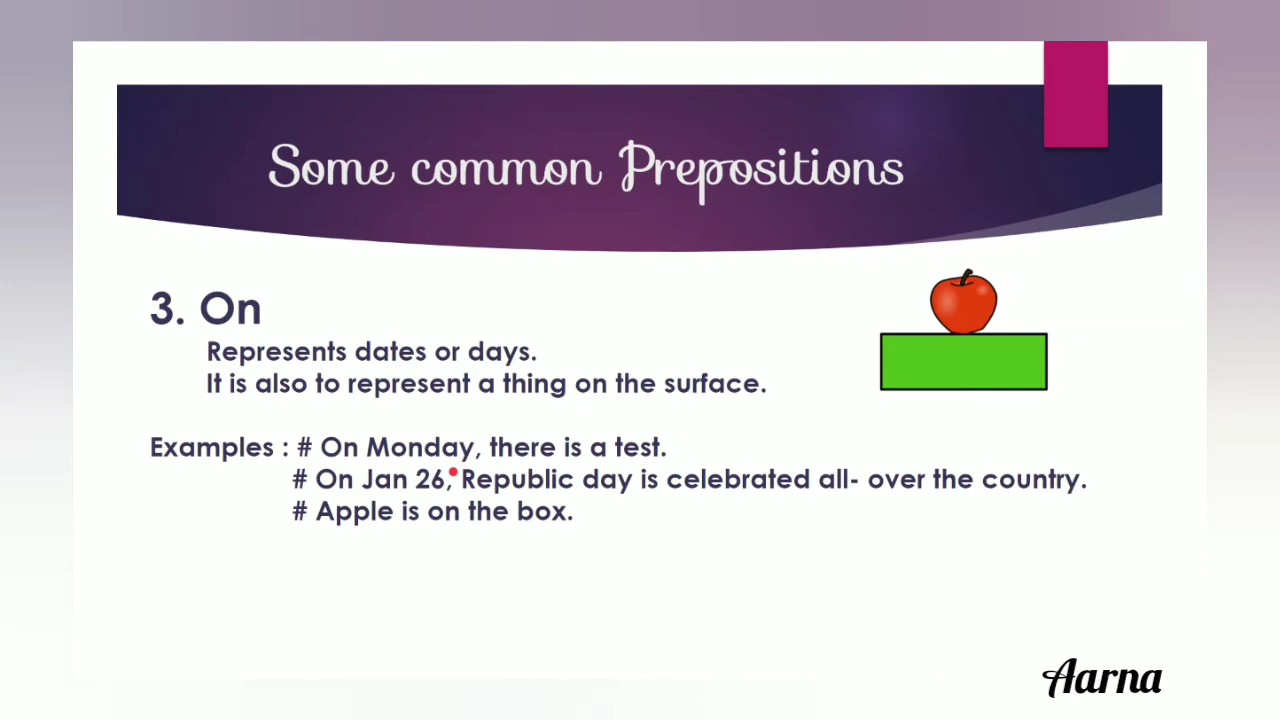 Some common Prepositions
3. On
Represents dates or days.
It is also to represent a thing on the surface.
Examples : # On Monday, there is a test.
# On Jan 26, Republic day is celebrated all- over the country.
# Apple is on the box.
Aarna